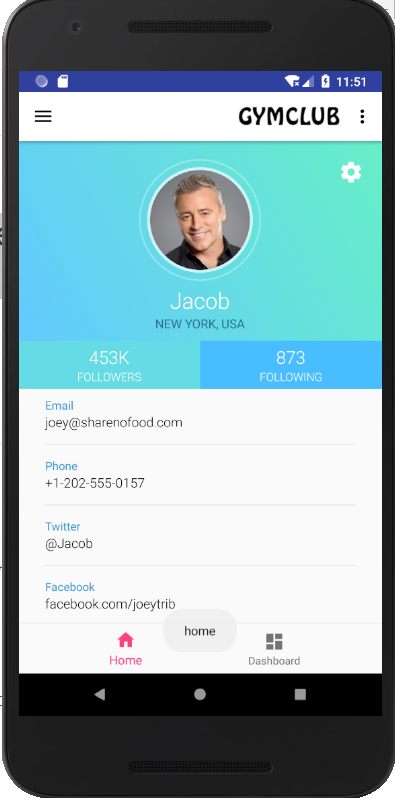 11:51
GYMCLUB
Jacob
NEW YORK, USA
453K
FOLLOWERS
873
FOLLOWING
Email
joey@sharenofood.com
Phone
+1-202-555-0157
Twitter
@Jacob
Facebook
facebook.com/joeytrib
home
Home
Dashboard